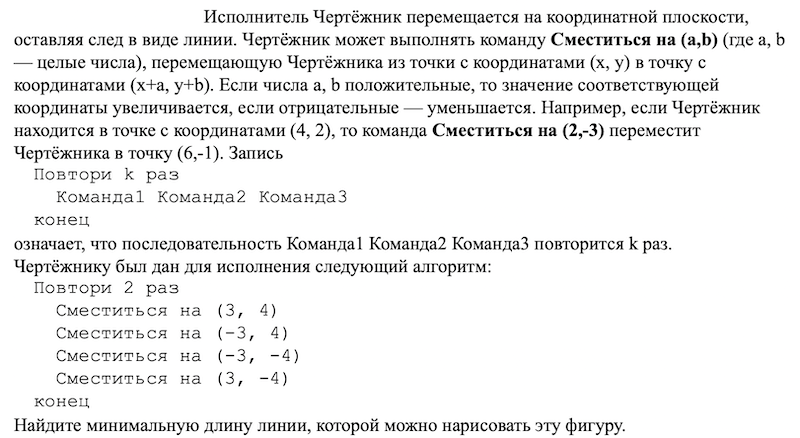 Исполнитель Чертёжник перемещается на координатной плоскости,
оставляя след в виде линии. Чертёжник может выполнять команду Сместиться на (a,b) (где a, b
— целые числа), перемещающую Чертёжника из точки с координатами (x, y) в точку с
координатами (x+a, y+b). Если числа a, b положительные, то значение соответствующей
координаты увеличивается, если отрицательные — уменьшается. Например, если Чертёжник
находится в точке с координатами (4, 2), то команда Сместиться на (2,-3) переместит
Чертёжника в точку (6,-1). Запись
Повтори k раз
Команда1 Команда2 Команда3
конец
означает, что последовательность Команда1 Команда2 Команда3 повторится k раз.
Чертёжнику был дан для исполнения следующий алгоритм:
Повтори 2 раз
Сместиться на (3, 4)
Сместиться на (-3, 4)
Сместиться на (-3, -4)
Сместиться на (3, -4)
конец
Найдите минимальную длину линии, которой можно нарисовать эту фигуру.